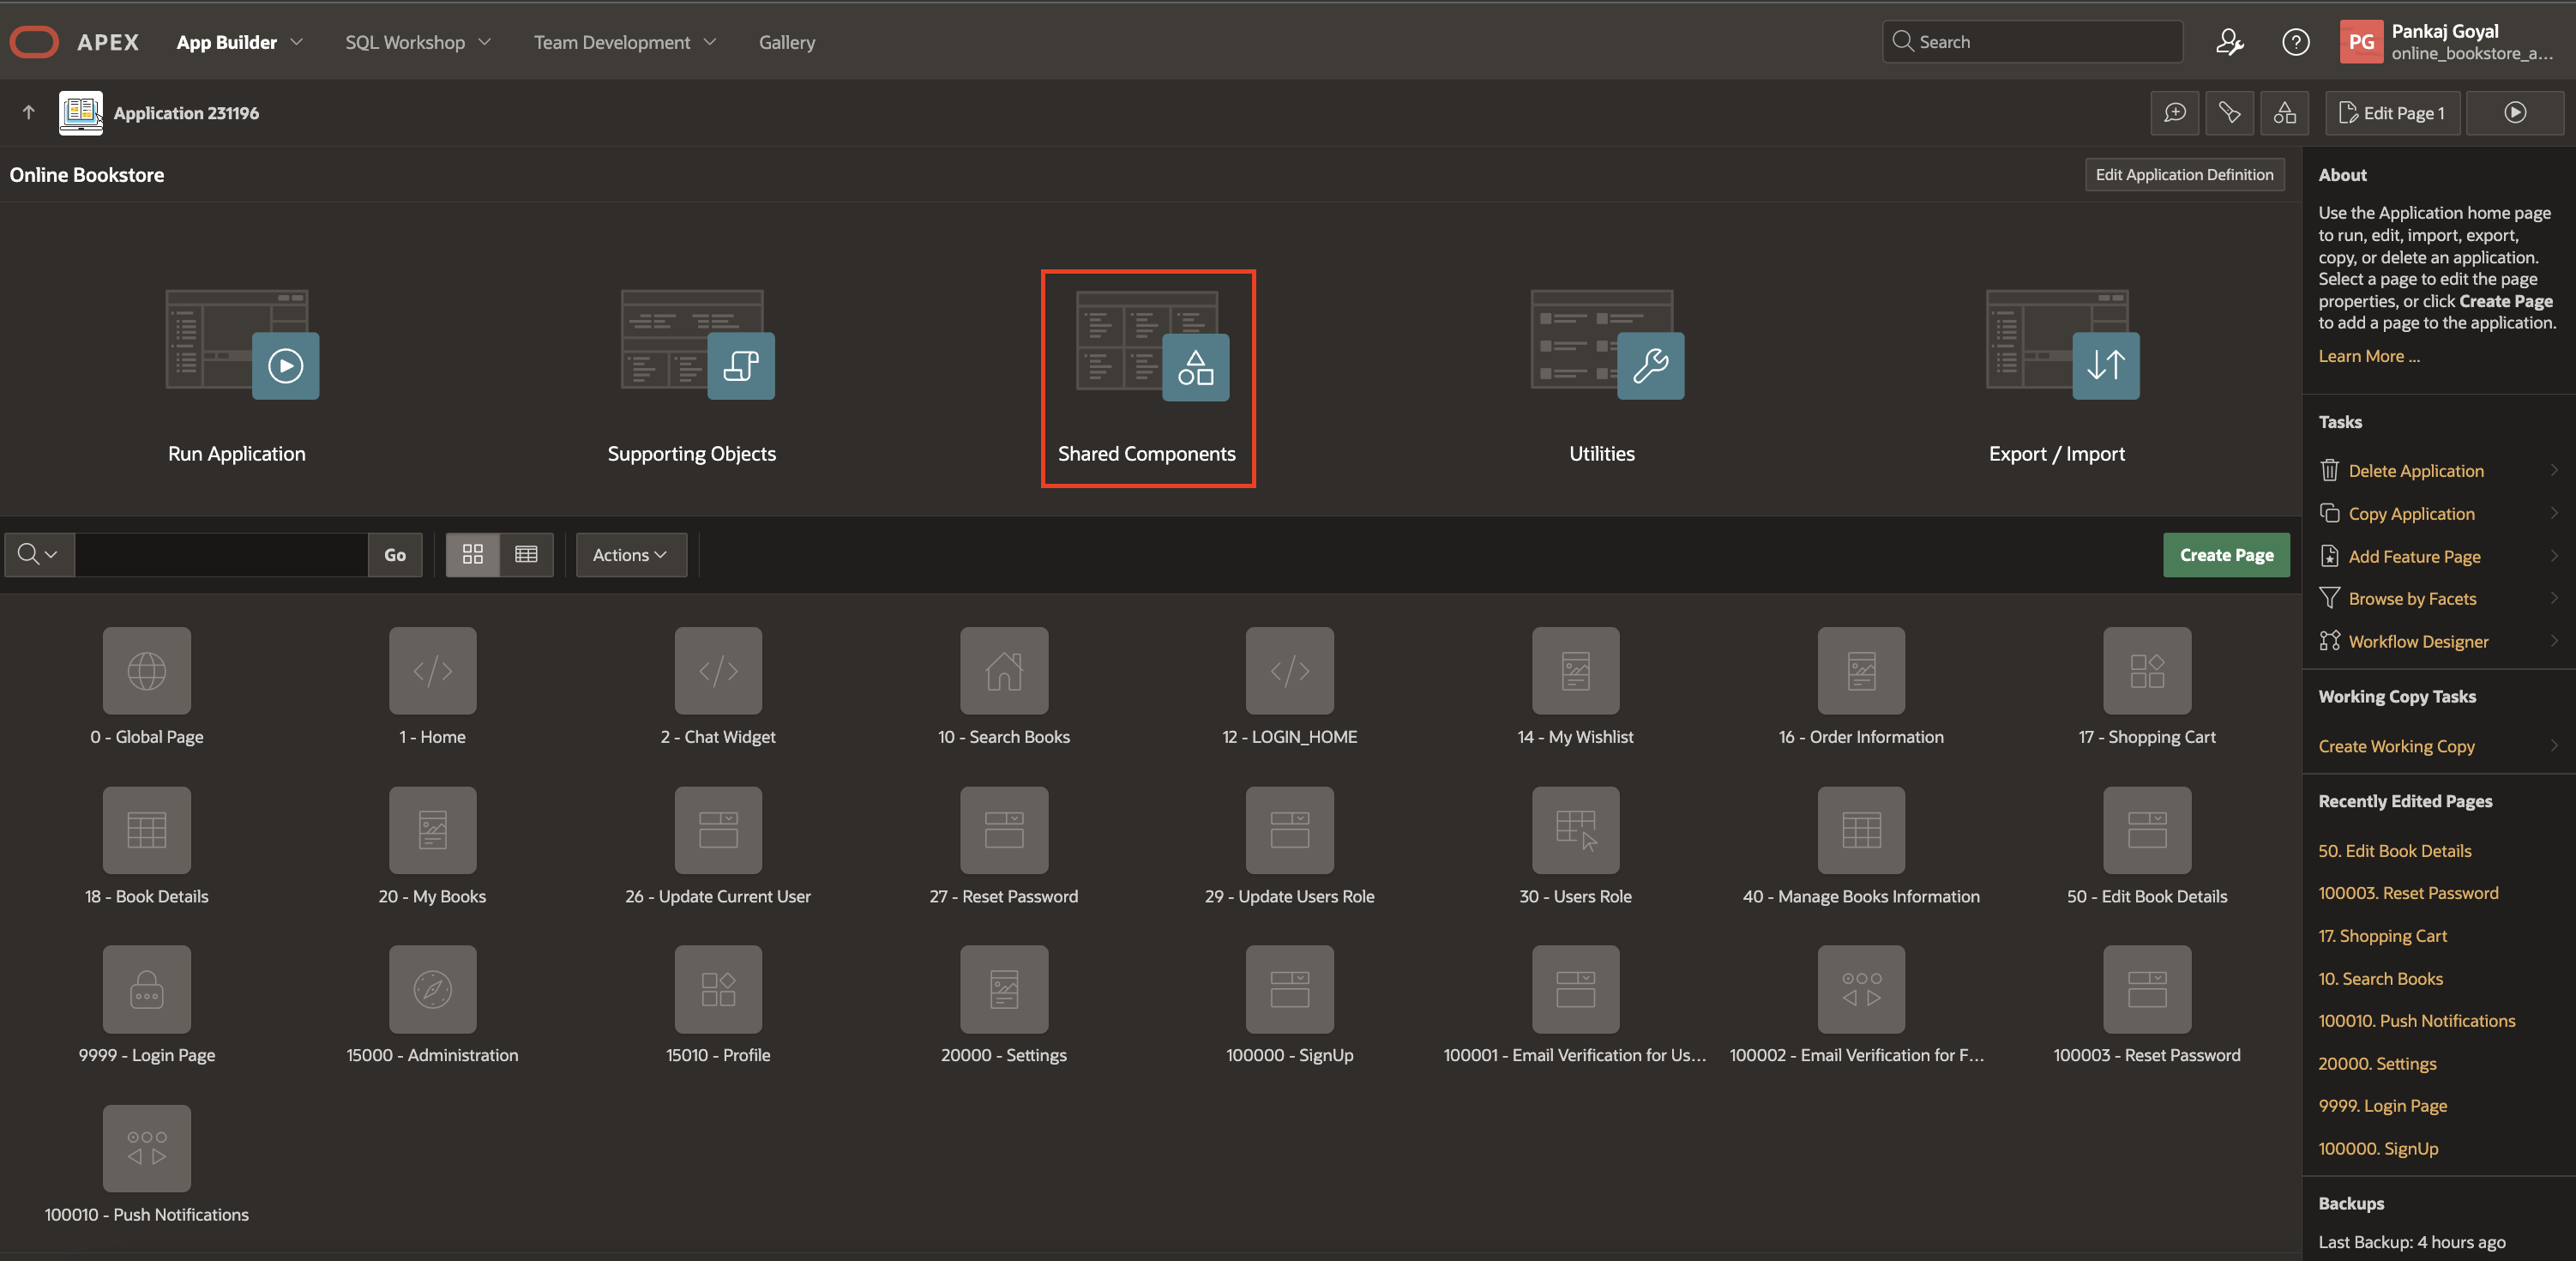 APEX App Builder SQL Workshop Team Development Gallery Search PG Pankaj Goyal
online_bookstore_a...
Application 231196 Edit Page 1
Online Bookstore Edit Application Definition
Run Application Supporting Objects Shared Components Utilities Export / Import
Go Actions Create Page
0 - Global Page 1 - Home 2 - Chat Widget 10 - Search Books 12 - LOGIN_HOME 14 - My Wishlist 16 - Order Information 17 - Shopping Cart
18 - Book Details 20 - My Books 26 - Update Current User 27 - Reset Password 29 - Update Users Role 30 - Users Role 40 - Manage Books Information 50 - Edit Book Details
9999 - Login Page 15000 - Administration 15010 - Profile 20000 - Settings 100000 - SignUp 100001 - Email Verification for Us... 100002 - Email Verification for F... 100003 - Reset Password
100010 - Push Notifications
About
Use the Application home page
to run, edit, import, export,
copy, or delete an application.
Select a page to edit the page
properties, or click Create Page
to add a page to the application.
Learn More ...
Tasks
Delete Application
Copy Application
Add Feature Page
Browse by Facets
Workflow Designer
Working Copy Tasks
Create Working Copy
Recently Edited Pages
50. Edit Book Details
100003. Reset Password
17. Shopping Cart
10. Search Books
100010. Push Notifications
20000. Settings
9999. Login Page
100000. SignUp
Backups
Last Backup: 4 hours ago